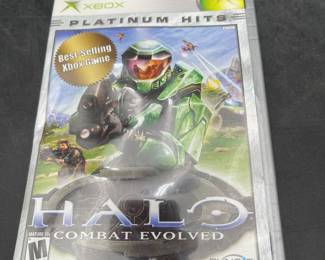 XBOX
PLATINUM HITS
Best-Selling
Xbox Game
HALO
COMBAT EVOLVED
M